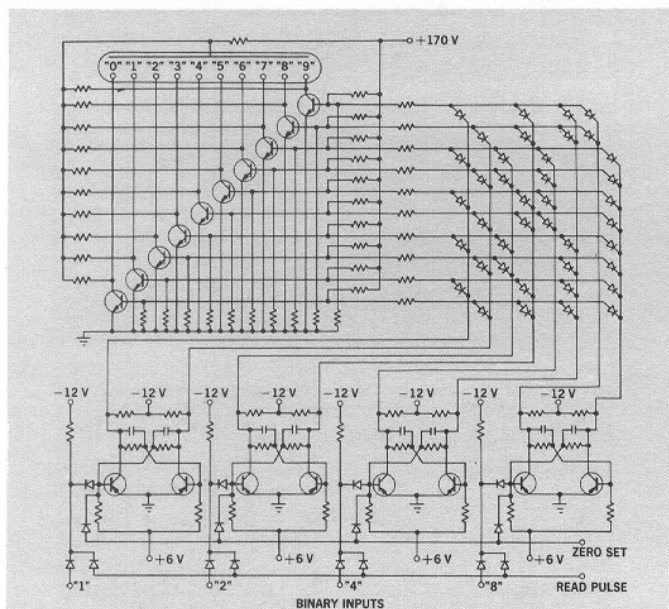 +170 V
"0" "1" "2" "3" "4" "5" "6" "7" "8" "9"
-12 V -12 V -12 V -12 V -12 V -12 V -12 V -12 V
ZERO SET
+6 V +6 V +6 V +6 V
READ PULSE
"1" "2" "4" "8"
BINARY INPUTS